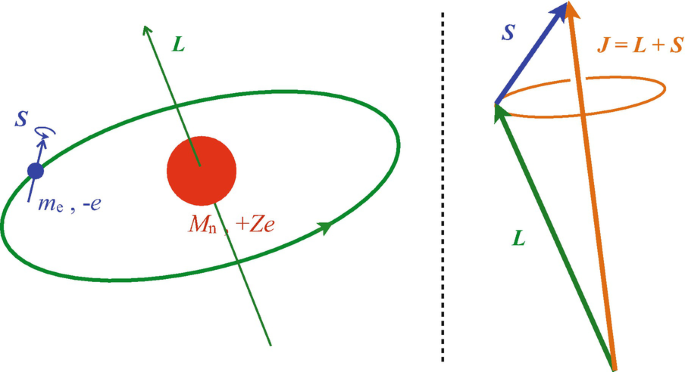 L
S
mₑ , -e
Mₙ , +Ze
S
J = L + S
L